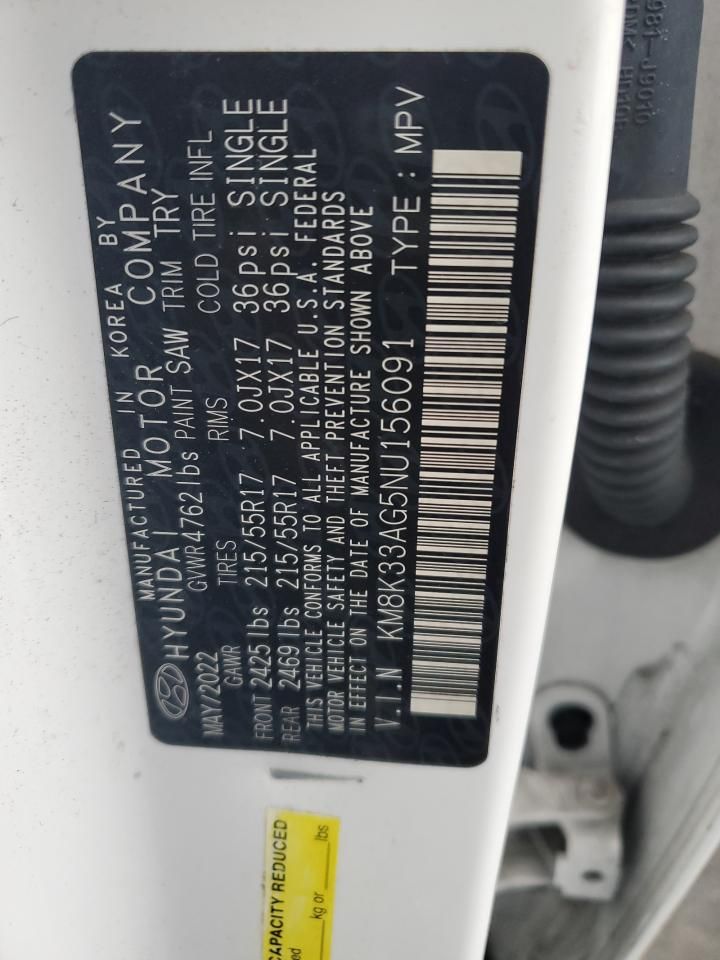 MANUFACTURED IN KOREA BY
HYUNDAI MOTOR COMPANY
MAY/2022 GVWR 4762 lbs PAINT SAW TRIM TRY
GAWR TIRES RIMS COLD TIRE INFL
FRONT 2425 lbs 215/55R17 7.0JX17 36psi SINGLE
REAR 2469 lbs 215/55R17 7.0JX17 36psi SINGLE
THIS VEHICLE CONFORMS TO ALL APPLICABLE U.S.A. FEDERAL
MOTOR VEHICLE SAFETY AND THEFT PREVENTION STANDARDS
IN EFFECT ON THE DATE OF MANUFACTURE SHOWN ABOVE
V.I.N KM8K33AG5NU156091 TYPE : MPV
CAPACITY REDUCED
kg or lbs
981-J9010